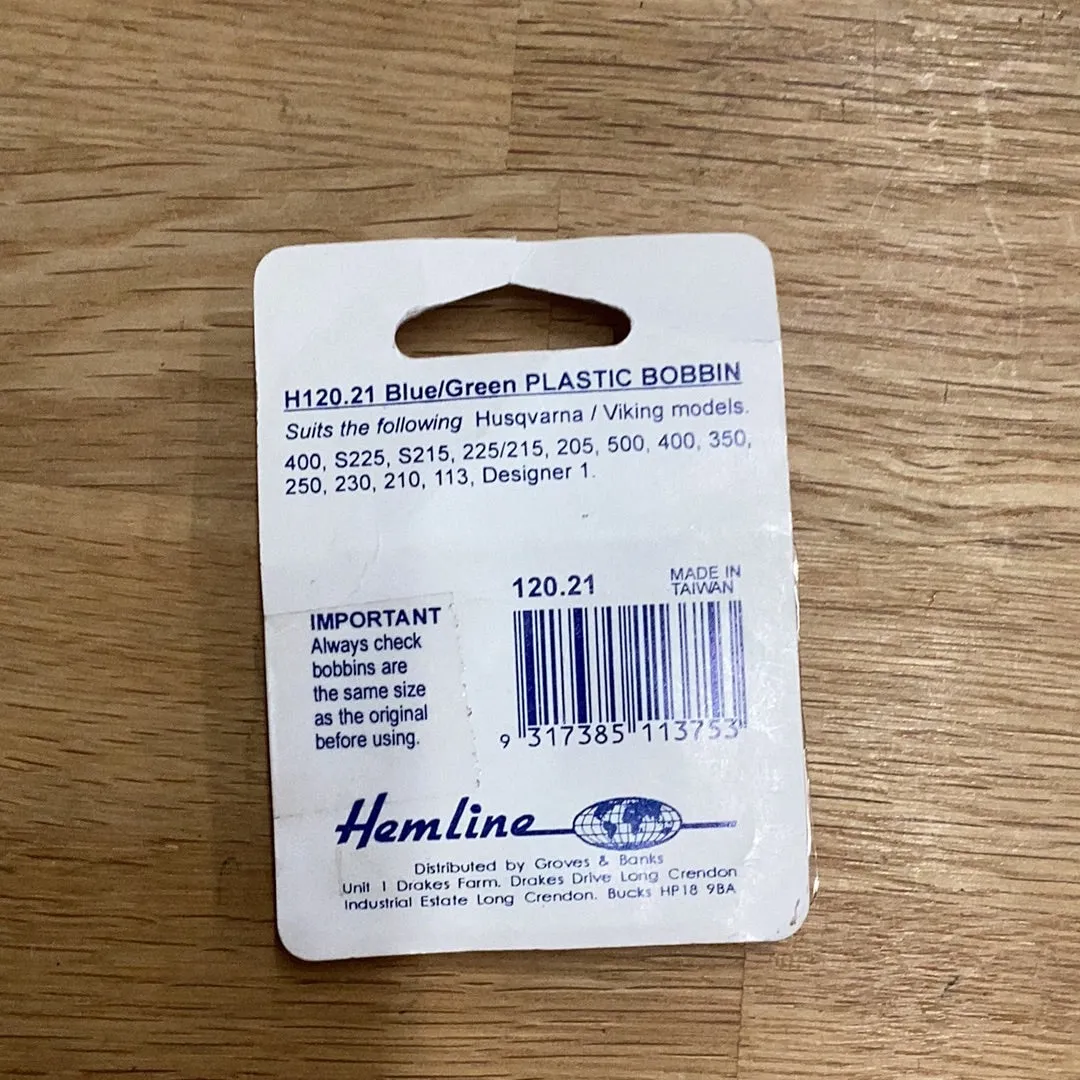 H120.21 Blue/Green PLASTIC BOBBIN
Suits the following Husqvarna / Viking models.
400, S225, S215, 225/215, 205, 500, 400, 350,
250, 230, 210, 113, Designer 1.
120.21
MADE IN
TAIWAN
IMPORTANT
Always check
bobbins are
the same size
as the original
before using.
9 317385 113753
Hemline
Distributed by Groves & Banks
Unit 1 Drakes Farm. Drakes Drive Long Crendon
Industrial Estate Long Crendon. Bucks HP18 9BA